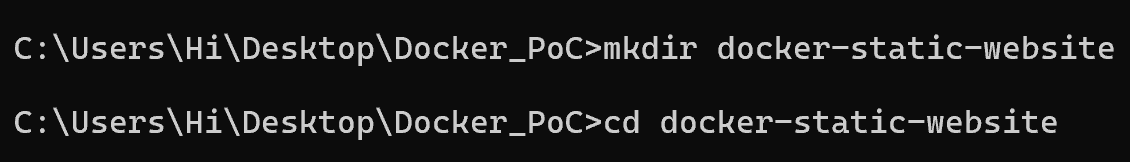 C:\Users\Hi\Desktop\Docker_PoC>mkdir docker-static-website
C:\Users\Hi\Desktop\Docker_PoC>cd docker-static-website